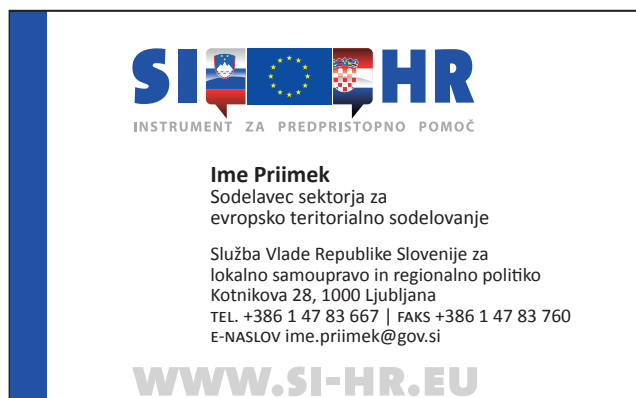 SI HR
INSTRUMENT ZA PREDPRISTOPNO POMOČ
Ime Priimek
Sodelavec sektorja za
evropsko teritorialno sodelovanje
Služba Vlade Republike Slovenije za
lokalno samoupravo in regionalno politiko
Kotnikova 28, 1000 Ljubljana
TEL. +386 1 47 83 667 | FAKS +386 1 47 83 760
E-NASLOV ime.priimek@gov.si
WWW.SI-HR.EU